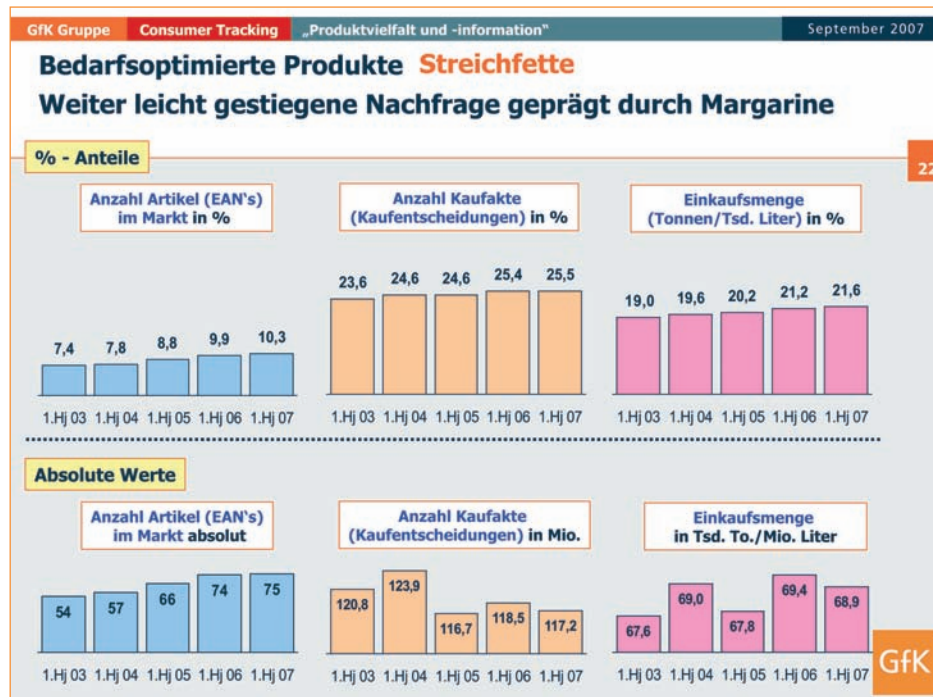 GfK Gruppe Consumer Tracking „Produktvielfalt und -information“ September 2007
Bedarfsoptimierte Produkte Streichfette
Weiter leicht gestiegene Nachfrage geprägt durch Margarine
% - Anteile
22
Anzahl Artikel (EAN‘s)
im Markt in %
Anzahl Kaufakte
(Kaufentscheidungen) in %
Einkaufsmenge
(Tonnen/Tsd. Liter) in %
7,4 7,8 8,8 9,9 10,3
23,6 24,6 24,6 25,4 25,5
19,0 19,6 20,2 21,2 21,6
1.Hj 03 1.Hj 04 1.Hj 05 1.Hj 06 1.Hj 07
1.Hj 03 1.Hj 04 1.Hj 05 1.Hj 06 1.Hj 07
1.Hj 03 1.Hj 04 1.Hj 05 1.Hj 06 1.Hj 07
Absolute Werte
Anzahl Artikel (EAN‘s)
im Markt absolut
Anzahl Kaufakte
(Kaufentscheidungen) in Mio.
Einkaufsmenge
in Tsd. To./Mio. Liter
54 57 66 74 75
120,8 123,9 116,7 118,5 117,2
67,6 69,0 67,8 69,4 68,9
1.Hj 03 1.Hj 04 1.Hj 05 1.Hj 06 1.Hj 07
1.Hj 03 1.Hj 04 1.Hj 05 1.Hj 06 1.Hj 07
1.Hj 03 1.Hj 04 1.Hj 05 1.Hj 06 1.Hj 07
GfK